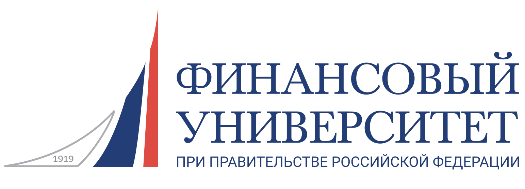 ФИНАНСОВЫЙ
УНИВЕРСИТЕТ
ПРИ ПРАВИТЕЛЬСТВЕ РОССИЙСКОЙ ФЕДЕРАЦИИ
1919